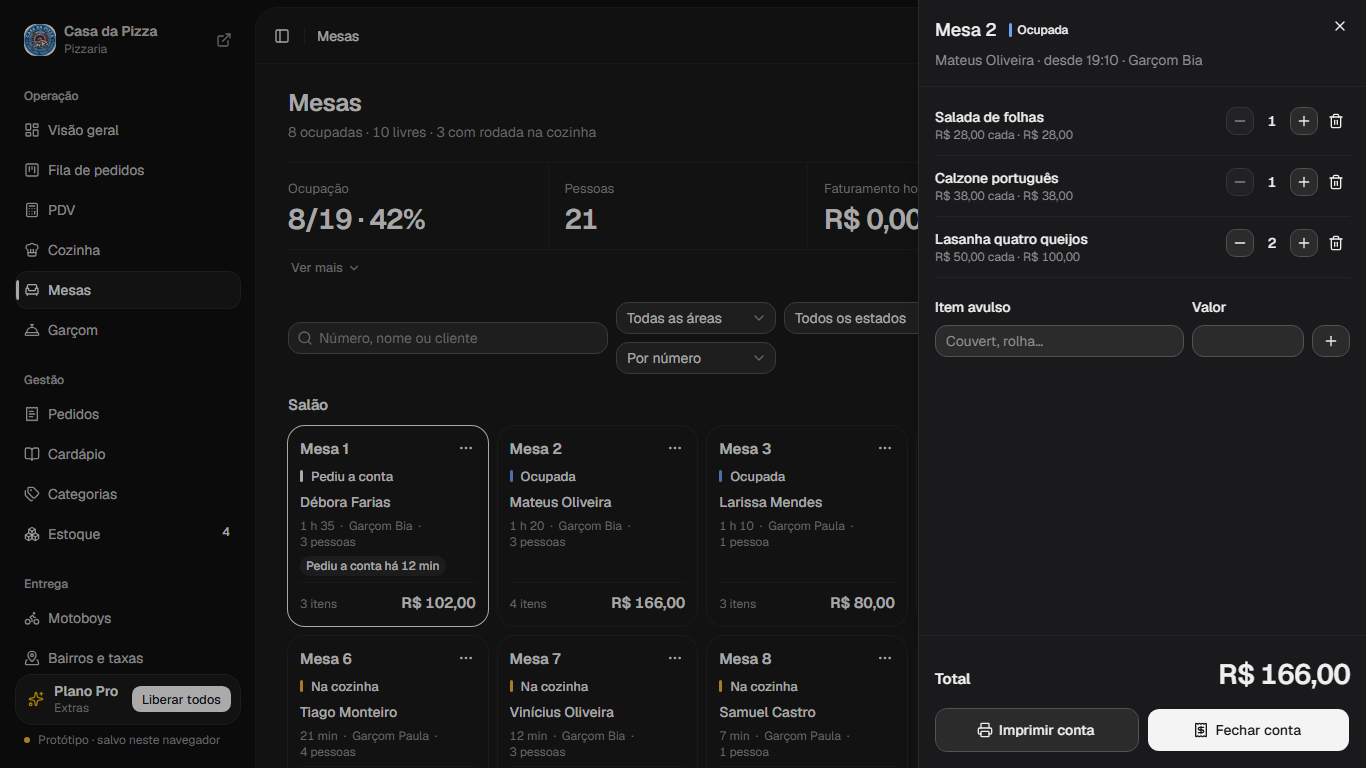 Casa da Pizza
Pizzaria
Operação
Visão geral
Fila de pedidos
PDV
Cozinha
Mesas
Garçom
Gestão
Pedidos
Cardápio
Categorias
Estoque 4
Entrega
Motoboys
Bairros e taxas
Plano Pro
Extras
Liberar todos
Protótipo · salvo neste navegador
Mesas
Mesas
8 ocupadas · 10 livres · 3 com rodada na cozinha
Ocupação
8/19 · 42%
Pessoas
21
Faturamento ho
R$ 0,00
Ver mais
Número, nome ou cliente
Todas as áreas
Todos os estados
Por número
Salão
Mesa 1
Pediu a conta
Débora Farias
1 h 35 · Garçom Bia ·
3 pessoas
Pediu a conta há 12 min
3 itens R$ 102,00
Mesa 2
Ocupada
Mateus Oliveira
1 h 20 · Garçom Bia ·
3 pessoas
4 itens R$ 166,00
Mesa 3
Ocupada
Larissa Mendes
1 h 10 · Garçom Paula ·
1 pessoa
3 itens R$ 80,00
Mesa 6
Na cozinha
Tiago Monteiro
21 min · Garçom Paula ·
4 pessoas
Mesa 7
Na cozinha
Vinícius Oliveira
12 min · Garçom Bia ·
3 pessoas
Mesa 8
Na cozinha
Samuel Castro
7 min · Garçom Paula ·
1 pessoa
Mesa 2 Ocupada
Mateus Oliveira · desde 19:10 · Garçom Bia
Salada de folhas
R$ 28,00 cada · R$ 28,00
1
Calzone português
R$ 38,00 cada · R$ 38,00
1
Lasanha quatro queijos
R$ 50,00 cada · R$ 100,00
2
Item avulso
Valor
Couvert, rolha...
Total R$ 166,00
Imprimir conta
Fechar conta